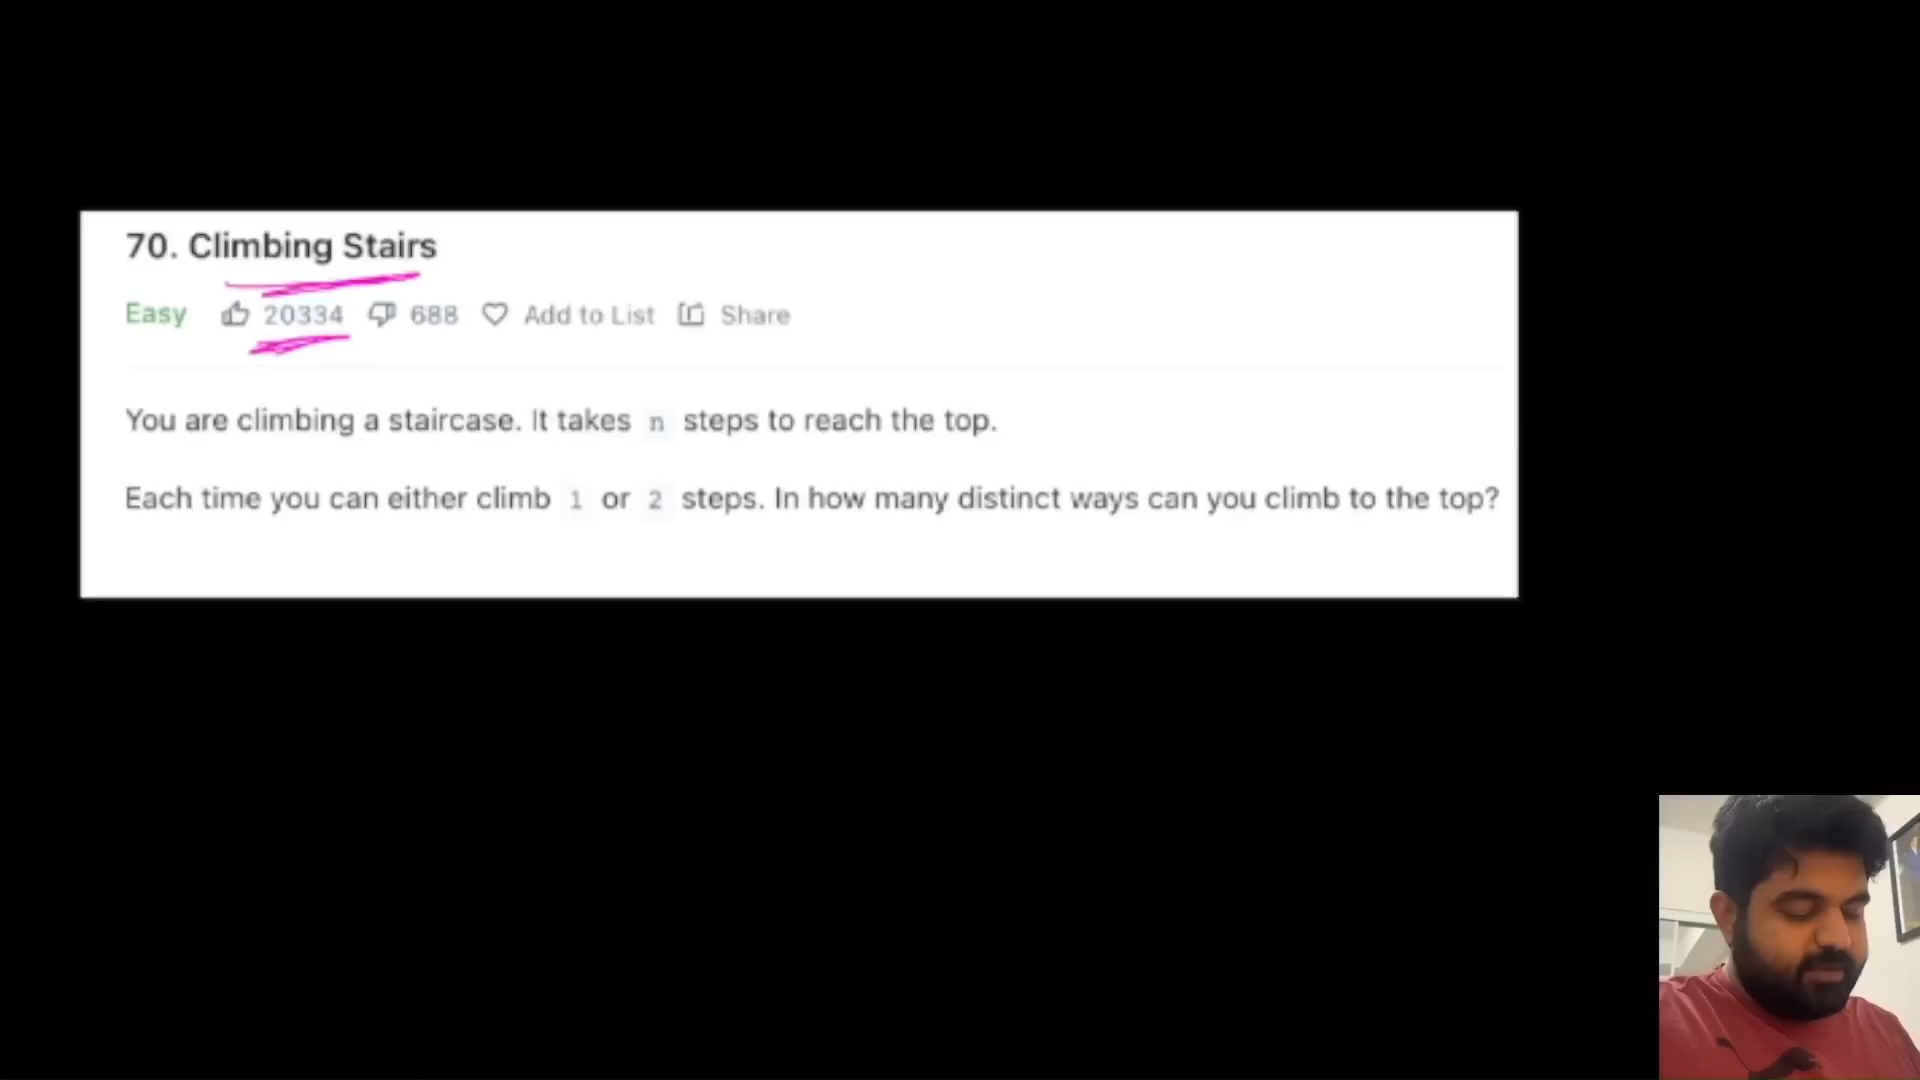 70. Climbing Stairs
Easy 20334 688 Add to List Share
You are climbing a staircase. It takes n steps to reach the top.
Each time you can either climb 1 or 2 steps. In how many distinct ways can you climb to the top?